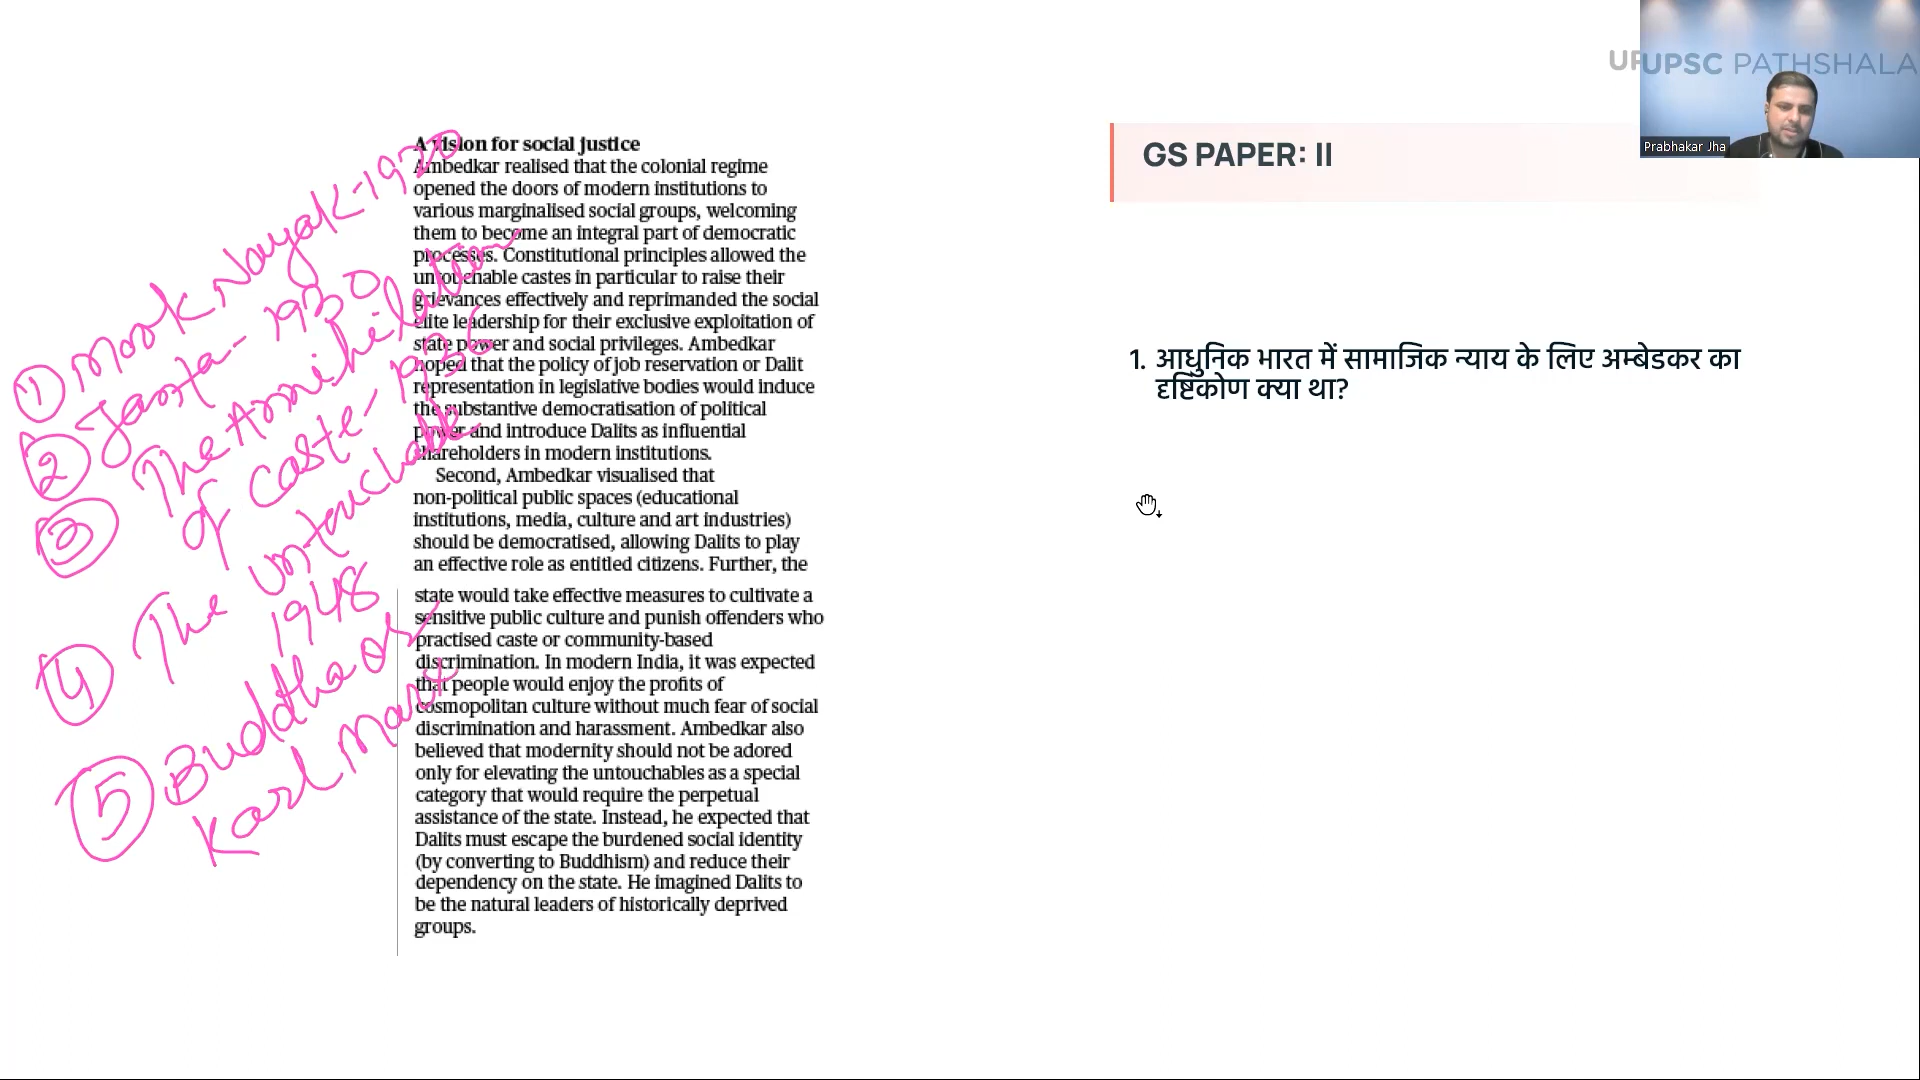 UPSC PATHSHALA
Prabhakar Jha
A vision for social justice
Ambedkar realised that the colonial regime
opened the doors of modern institutions to
various marginalised social groups, welcoming
them to become an integral part of democratic
processes. Constitutional principles allowed the
untouchable castes in particular to raise their
grievances effectively and reprimanded the social
elite leadership for their exclusive exploitation of
state power and social privileges. Ambedkar
hoped that the policy of job reservation or Dalit
representation in legislative bodies would induce
the substantive democratisation of political
power and introduce Dalits as influential
shareholders in modern institutions.
Second, Ambedkar visualised that
non-political public spaces (educational
institutions, media, culture and art industries)
should be democratised, allowing Dalits to play
an effective role as entitled citizens. Further, the
state would take effective measures to cultivate a
sensitive public culture and punish offenders who
practised caste or community-based
discrimination. In modern India, it was expected
that people would enjoy the profits of
cosmopolitan culture without much fear of social
discrimination and harassment. Ambedkar also
believed that modernity should not be adored
only for elevating the untouchables as a special
category that would require the perpetual
assistance of the state. Instead, he expected that
Dalits must escape the burdened social identity
(by converting to Buddhism) and reduce their
dependency on the state. He imagined Dalits to
be the natural leaders of historically deprived
groups.
① Mook Nayak-1920
② Janta-1930
③ The Annihilation
of Caste-1936
④ The Untouchable
1948
⑤ Buddha or
Karl Marx
GS PAPER: II
1. आधुनिक भारत में सामाजिक न्याय के लिए अम्बेडकर का
दृष्टिकोण क्या था?